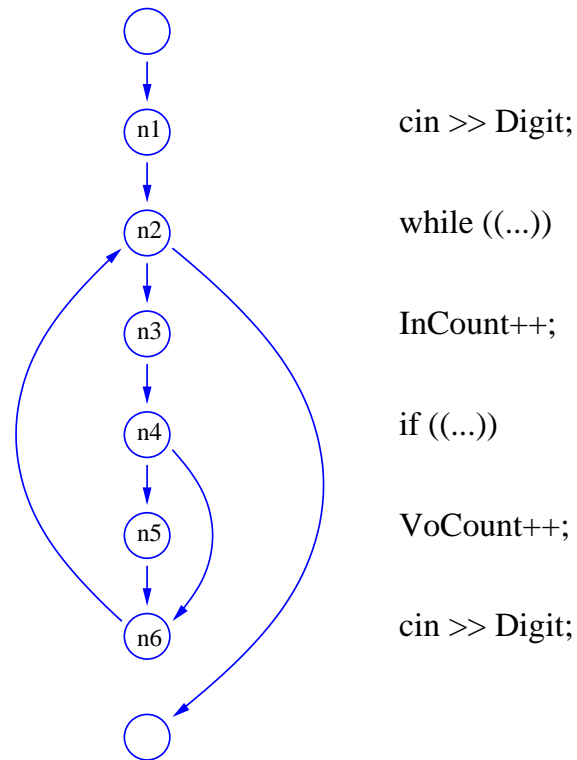 n1 cin >> Digit;
n2 while ((...))
n3 InCount++;
n4 if ((...))
n5 VoCount++;
n6 cin >> Digit;